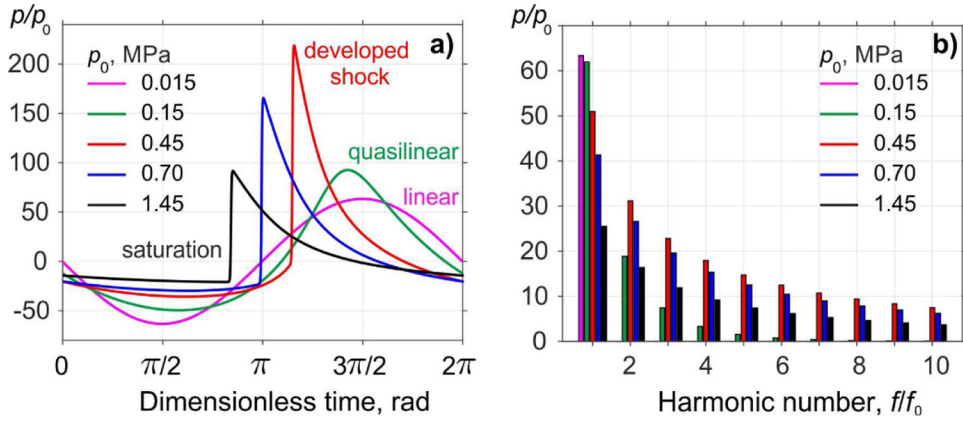 p/p₀
a)
200
150
100
50
0
-50
p₀, MPa
0.015
0.15
0.45
0.70
1.45
developed
shock
quasilinear
linear
saturation
0
π/2
π
3π/2
2π
Dimensionless time, rad
p/p₀
b)
60
50
40
30
20
10
0
p₀, MPa
0.015
0.15
0.45
0.70
1.45
2
4
6
8
10
Harmonic number, f/f₀